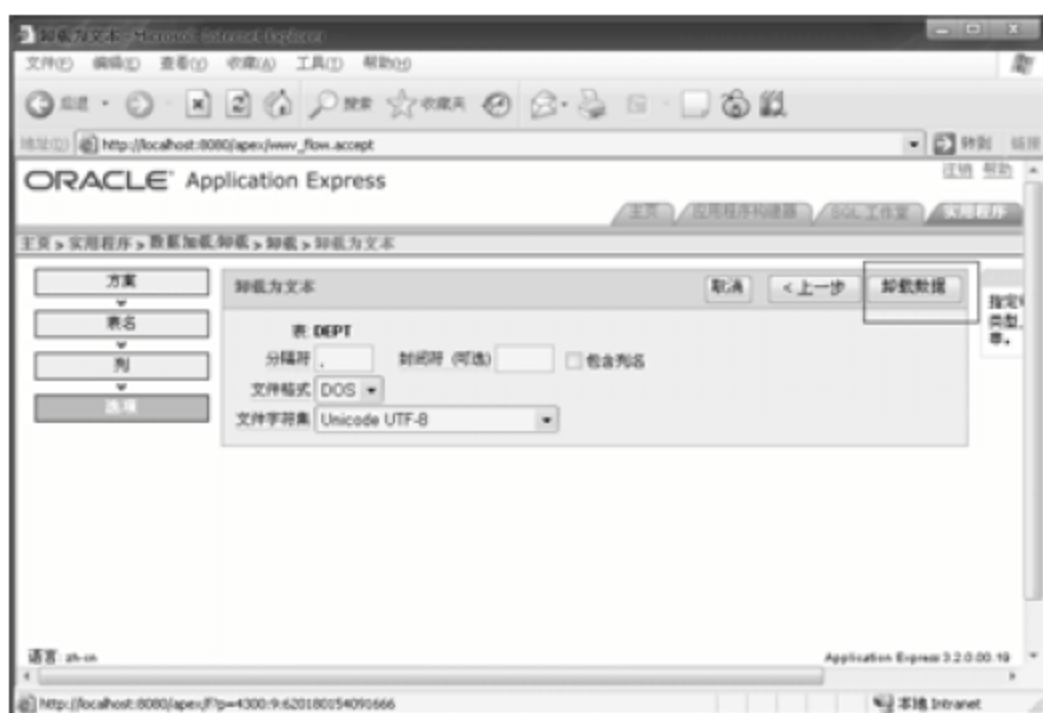 卸载为文本 - Microsoft Internet Explorer
文件(F) 编辑(E) 查看(V) 收藏(A) 工具(T) 帮助(H)
后退 搜索 收藏夹
地址(D) http://localhost:8080/apex/wwv_flow.accept 转到 链接
ORACLE Application Express
注销 帮助
主页 应用程序构建器 SQL 工作室 实用程序
主页 > 实用程序 > 数据加载/卸载 > 卸载 > 卸载为文本
方案
表名
列
选项
卸载为文本 取消 < 上一步 卸载数据
表 DEPT
分隔符 , 封闭符 (可选) 包含列名
文件格式 DOS
文件字符集 Unicode UTF-8
指定
类型,
章。
语言: zh-cn
Application Express 3.2.0.00.19
http://localhost:8080/apex/f?p=4300:9:620180154091666 本地 Intranet